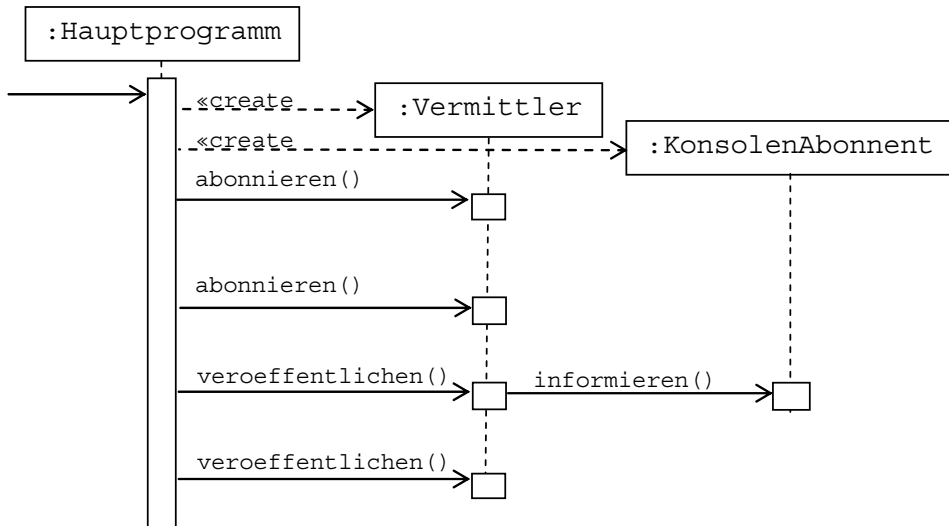 :Hauptprogramm
«create
:Vermittler
«create
:KonsolenAbonnent
abonnieren()
abonnieren()
veroeffentlichen()
informieren()
veroeffentlichen()